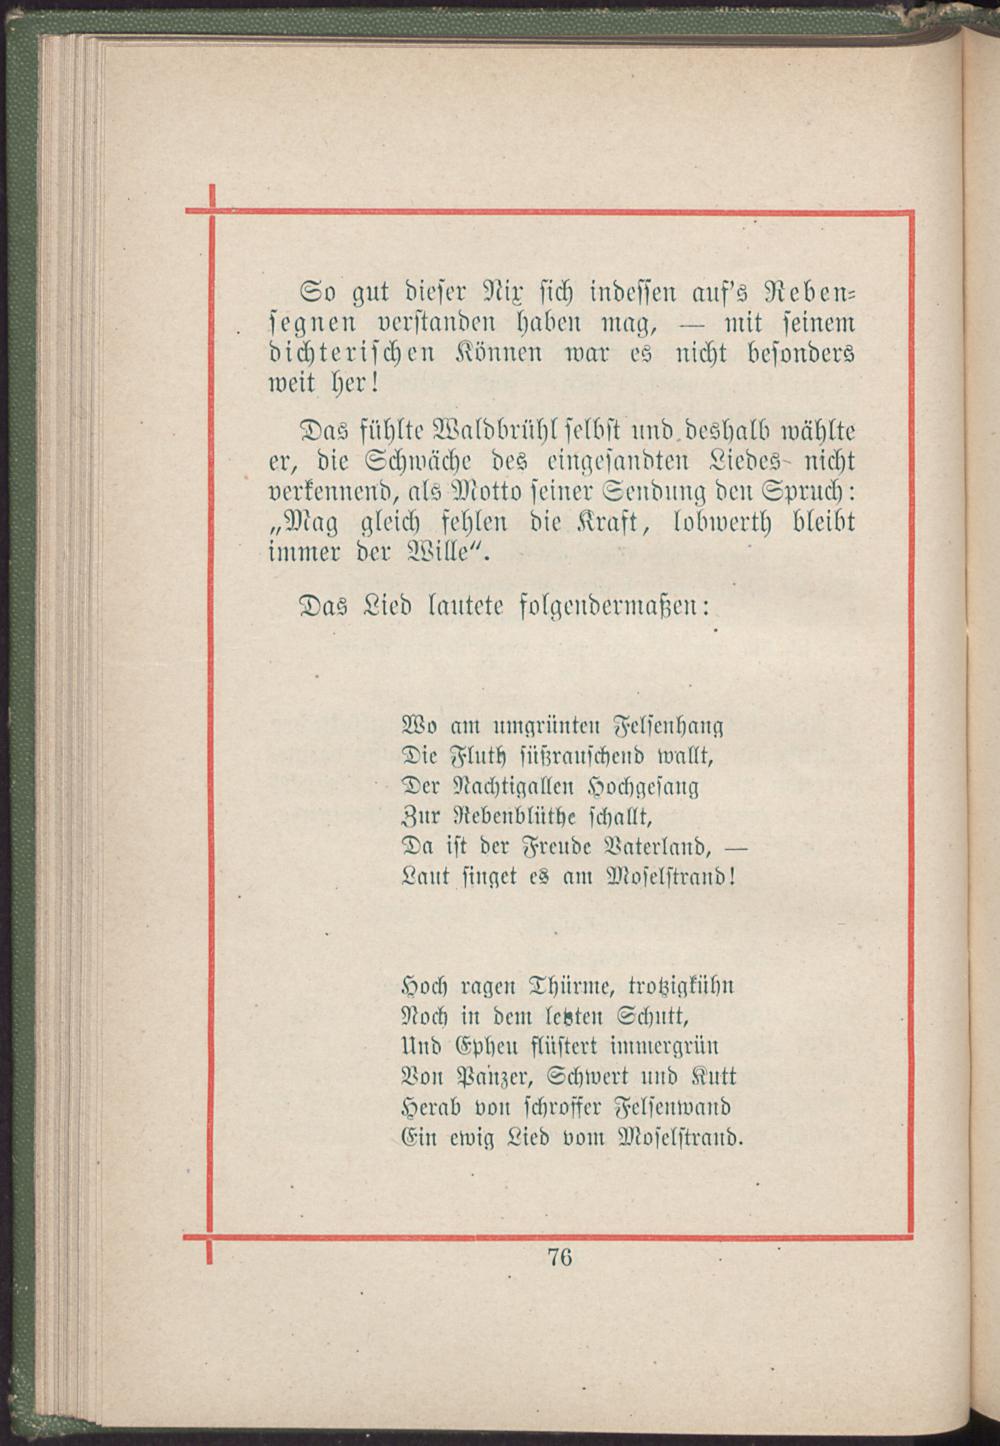 So gut dieser Nix sich indessen auf's Reben-
segnen verstanden haben mag, — mit seinem
dichterischen Können war es nicht besonders
weit her!
Das fühlte Waldbrühl selbst und deshalb wählte
er, die Schwäche des eingesandten Liedes nicht
verkennend, als Motto seiner Sendung den Spruch:
„Mag gleich fehlen die Kraft, lobwerth bleibt
immer der Wille“.
Das Lied lautete folgendermaßen:
Wo am umgrünten Felsenhang
Die Fluth süßrauschend wallt,
Der Nachtigallen Hochgesang
Zur Rebenblüthe schallt,
Da ist der Freude Vaterland, —
Laut singet es am Moselstrand!
Hoch ragen Thürme, trotzigkühn
Noch in dem letzten Schutt,
Und Epheu flüstert immergrün
Von Panzer, Schwert und Kutt
Herab von schroffer Felsenwand
Ein ewig Lied vom Moselstrand.
76